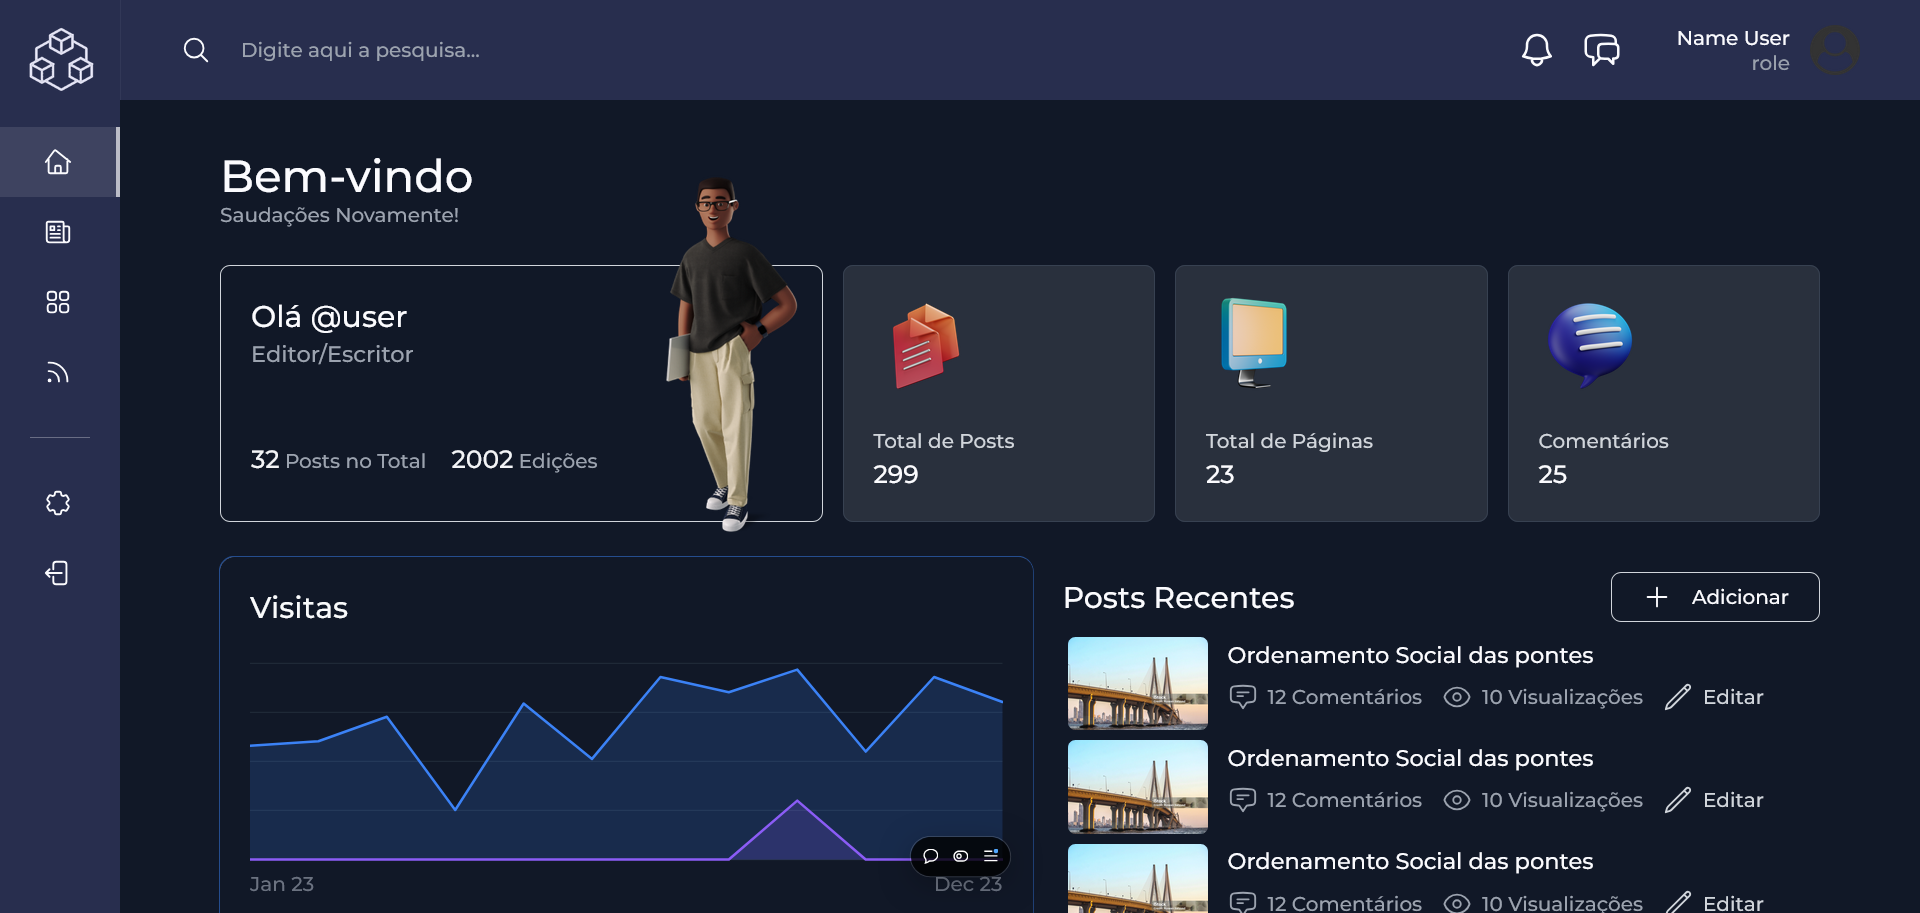 Digite aqui a pesquisa...
Name User
role
Bem-vindo
Saudações Novamente!
Olá @user
Editor/Escritor
32 Posts no Total 2002 Edições
Total de Posts
299
Total de Páginas
23
Comentários
25
Visitas
Jan 23
Dec 23
Posts Recentes
Adicionar
Ordenamento Social das pontes
12 Comentários 10 Visualizações Editar
Ordenamento Social das pontes
12 Comentários 10 Visualizações Editar
Ordenamento Social das pontes
12 Comentários 10 Visualizações Editar